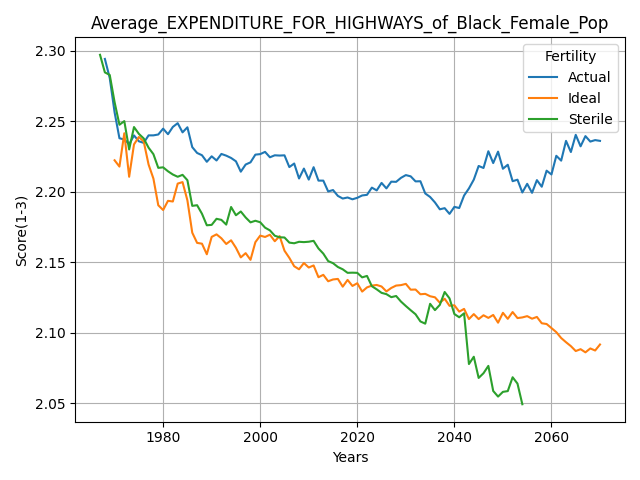 Average_EXPENDITURE_FOR_HIGHWAYS_of_Black_Female_Pop
Fertility
Actual
Ideal
Sterile
Score(1-3)
2.30
2.25
2.20
2.15
2.10
2.05
1980
2000
2020
2040
2060
Years